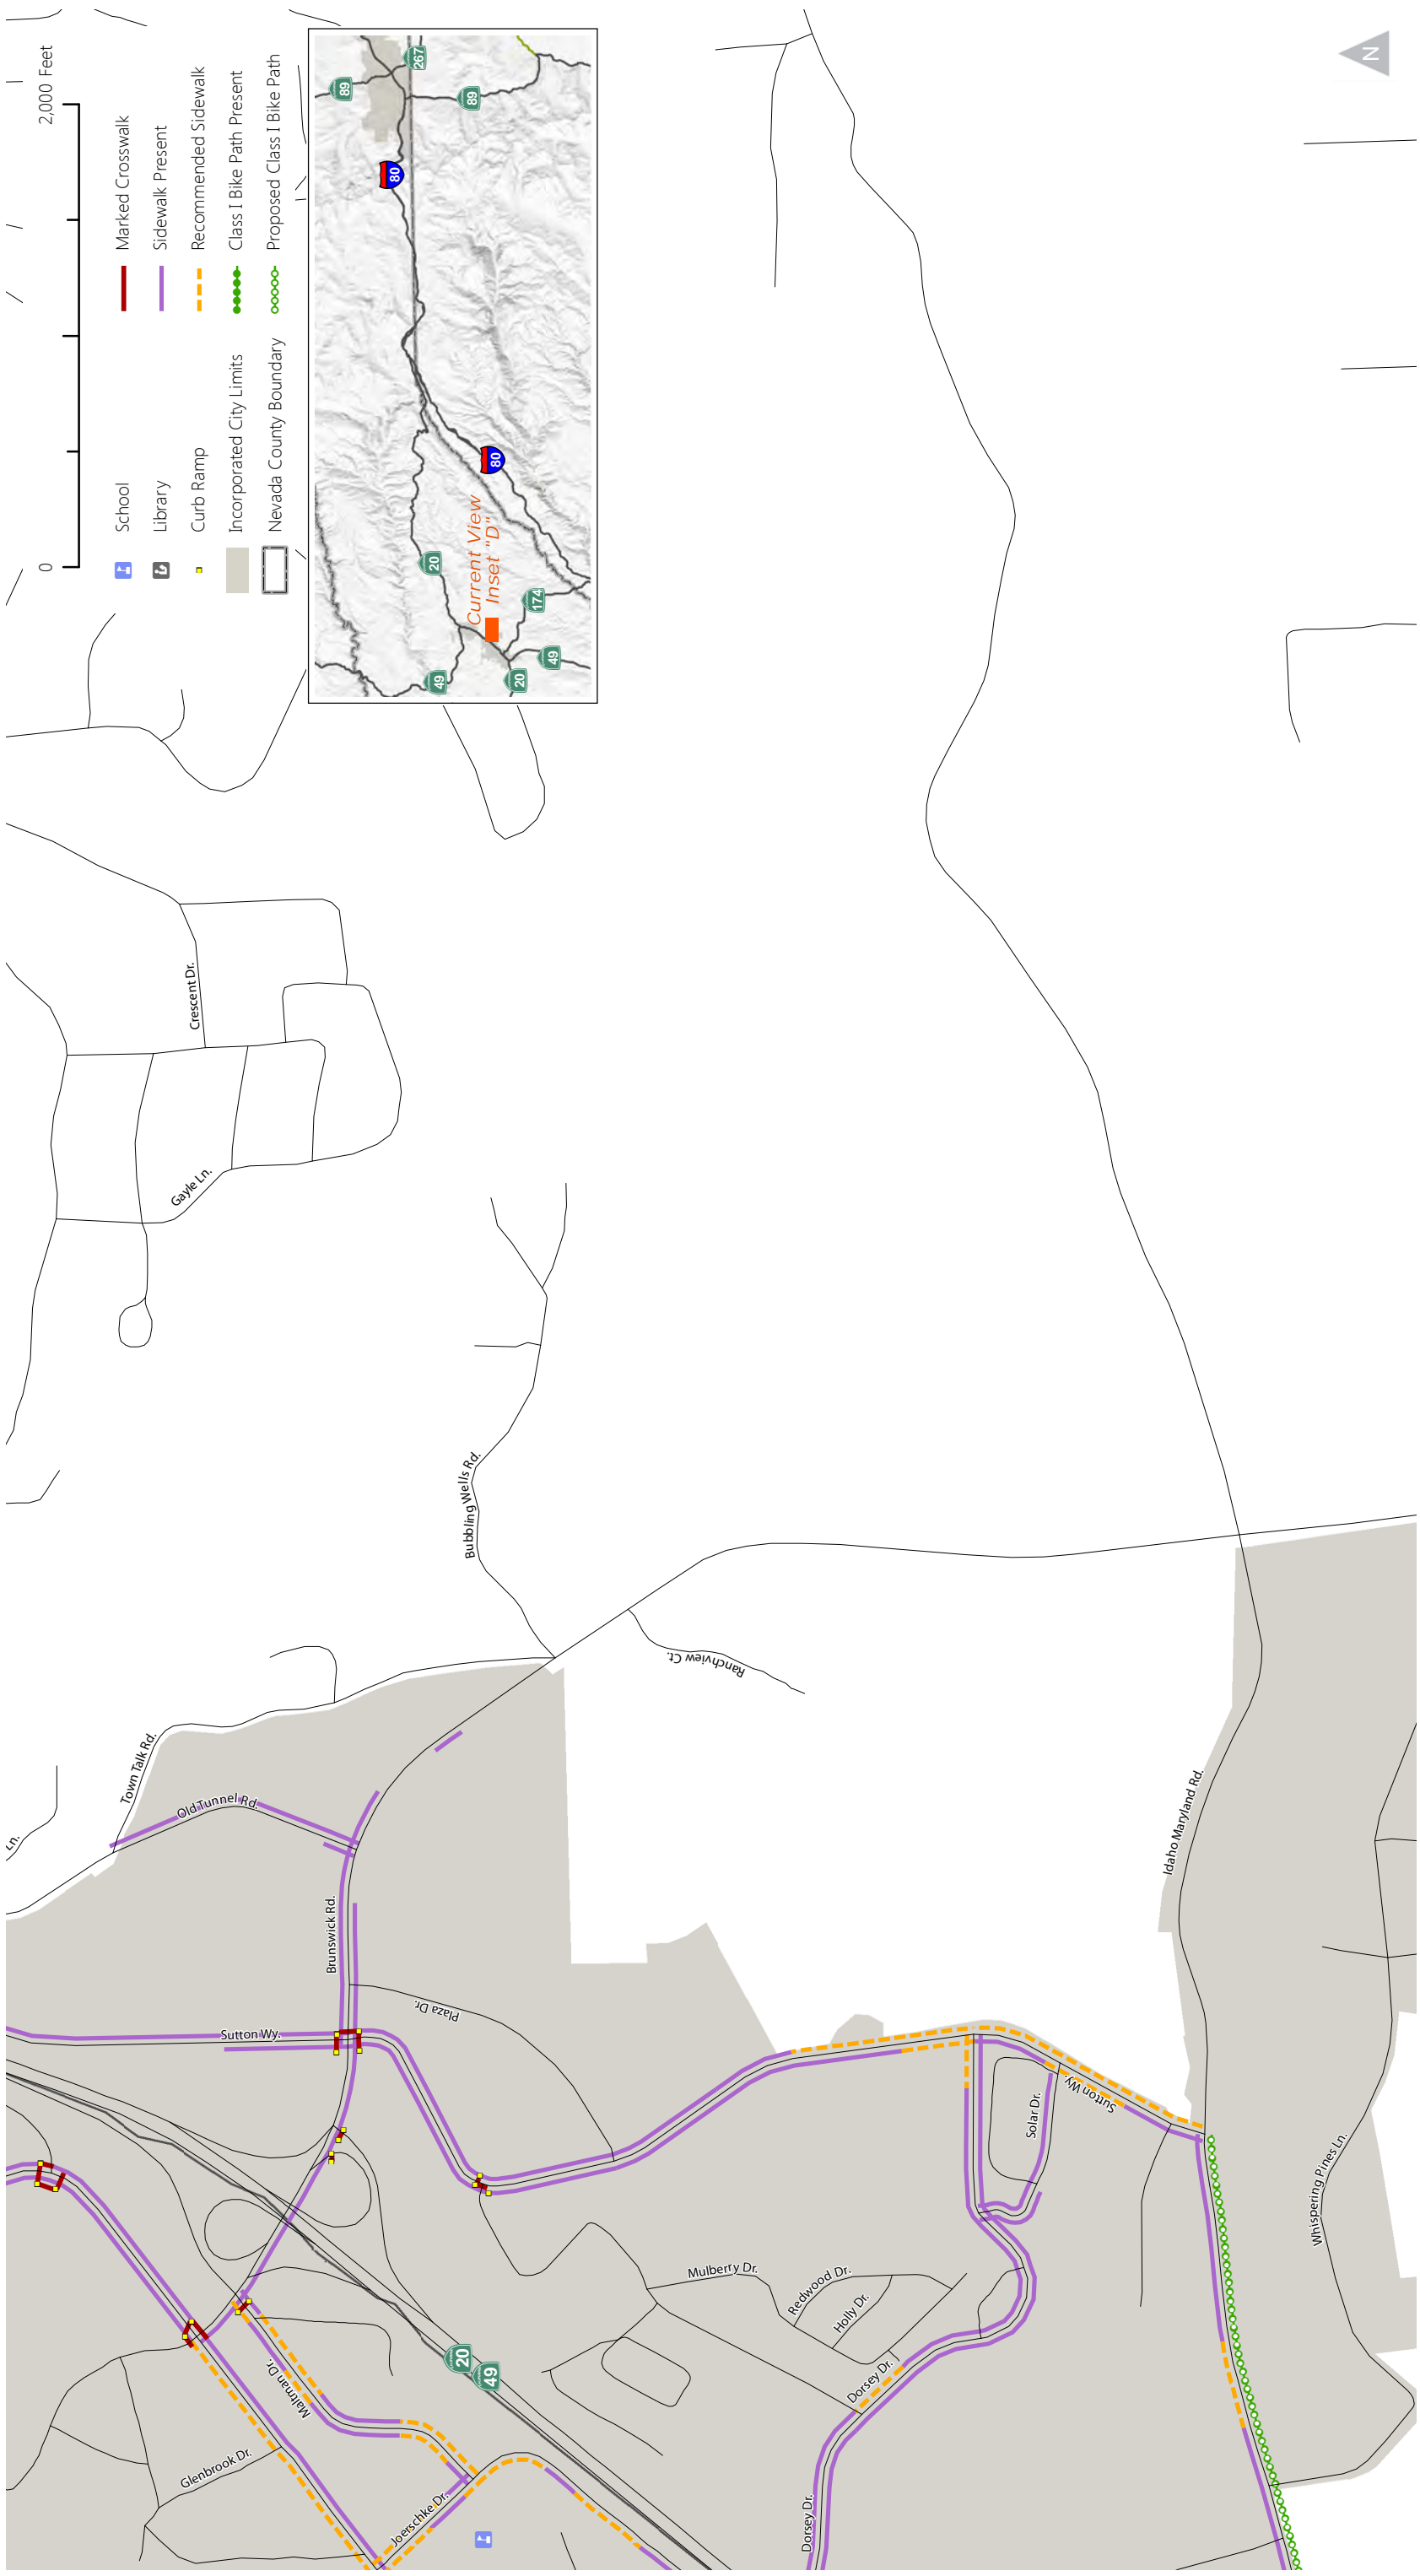 N
0
2,000 Feet
School
Library
Curb Ramp
Incorporated City Limits
Nevada County Boundary
Marked Crosswalk
Sidewalk Present
Recommended Sidewalk
Class I Bike Path Present
Proposed Class I Bike Path
89
267
89
80
80
20
174
49
20
49
Current View
Inset "D"
Crescent Dr.
Gayle Ln.
Bubbling Wells Rd.
Ranchview Ct.
Town Talk Rd.
Old Tunnel Rd.
Ln.
Brunswick Rd.
Plaza Dr.
Sutton Wy.
Idaho Maryland Rd.
Sutton Wy.
Solar Dr.
Whispering Pines Ln.
Mulberry Dr.
Redwood Dr.
Holly Dr.
Dorsey Dr.
Dorsey Dr.
20
49
Maltman Dr.
Glenbrook Dr.
Joerschke Dr.